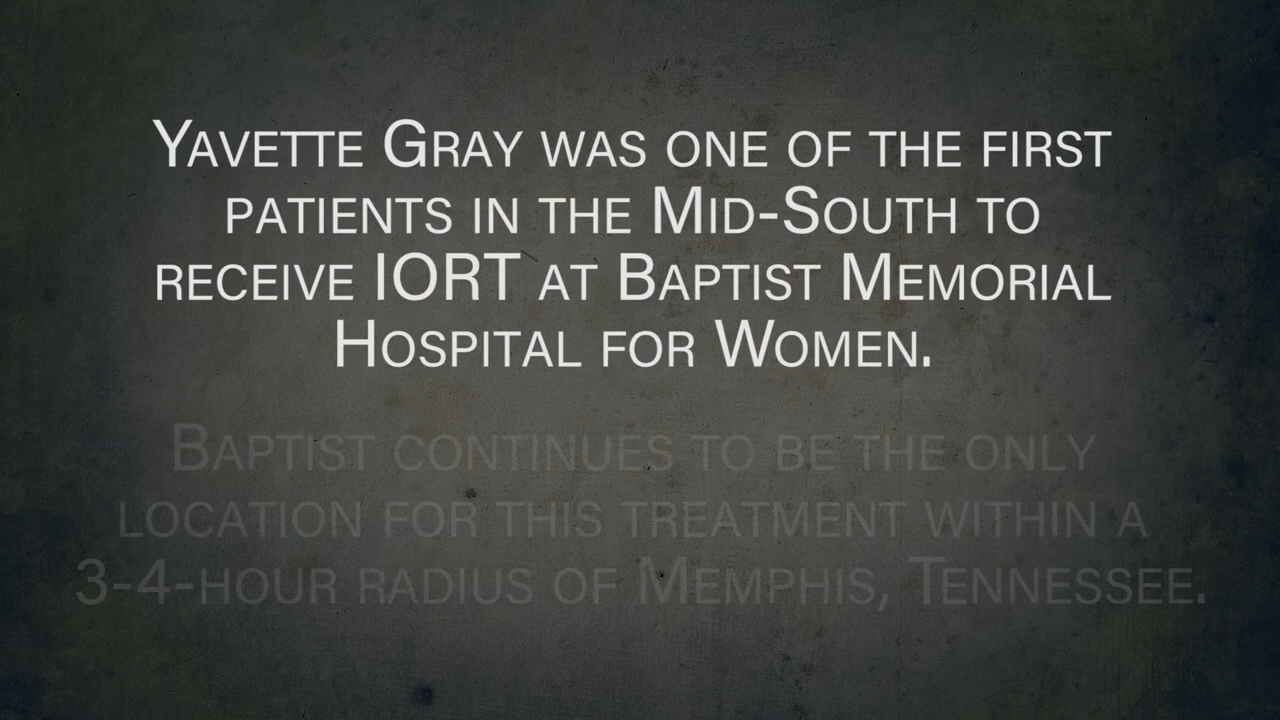 Yavette Gray was one of the first
patients in the Mid-South to
receive IORT at Baptist Memorial
Hospital for Women.
Baptist continues to be the only
location for this treatment within a
3-4-hour radius of Memphis, Tennessee.